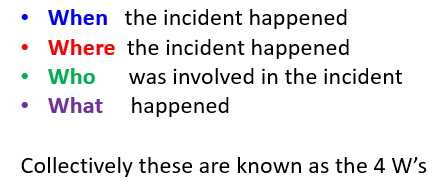 • When the incident happened
• Where the incident happened
• Who was involved in the incident
• What happened
Collectively these are known as the 4 W's